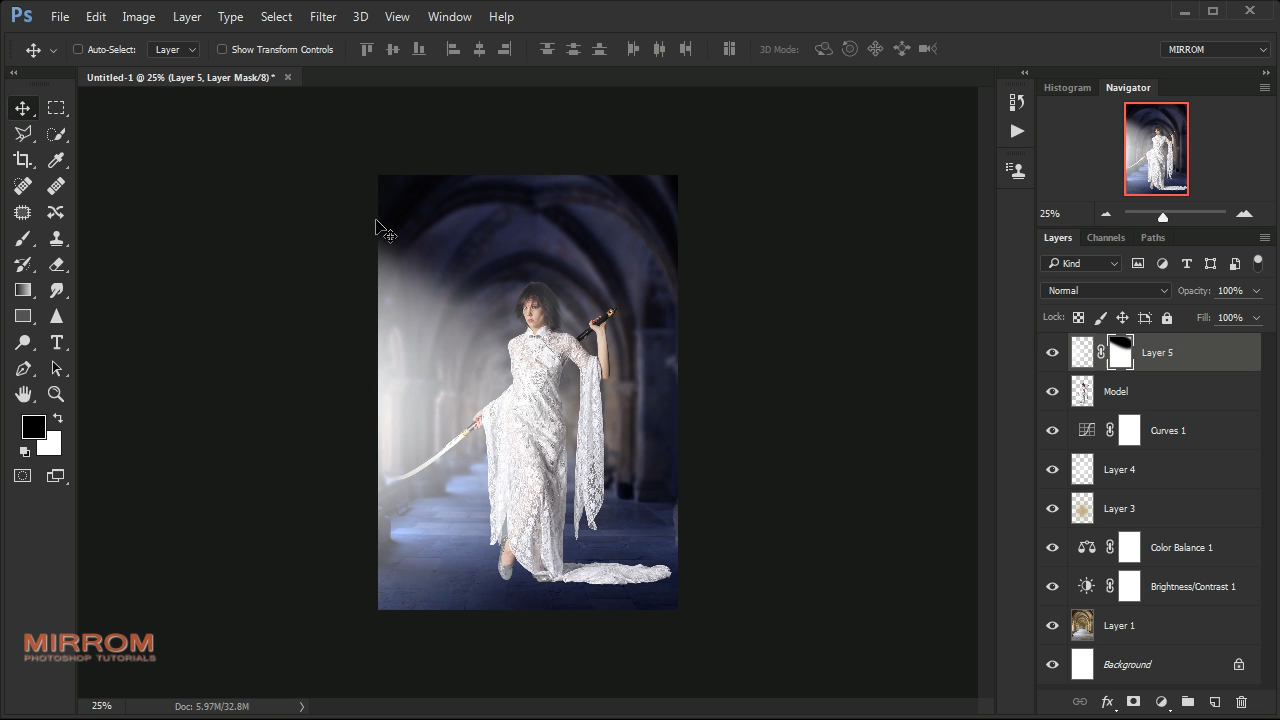 Ps File Edit Image Layer Type Select Filter 3D View Window Help
Auto-Select: Layer Show Transform Controls 3D Mode: MIRROM
Untitled-1 @ 25% (Layer 5, Layer Mask/8) *
Histogram Navigator
25%
Layers Channels Paths
Kind
Normal Opacity: 100%
Lock: Fill: 100%
Layer 5
Model
Curves 1
Layer 4
Layer 3
Color Balance 1
Brightness/Contrast 1
Layer 1
Background
MIRROM
PHOTOSHOP TUTORIALS
25% Doc: 5.97M/32.8M